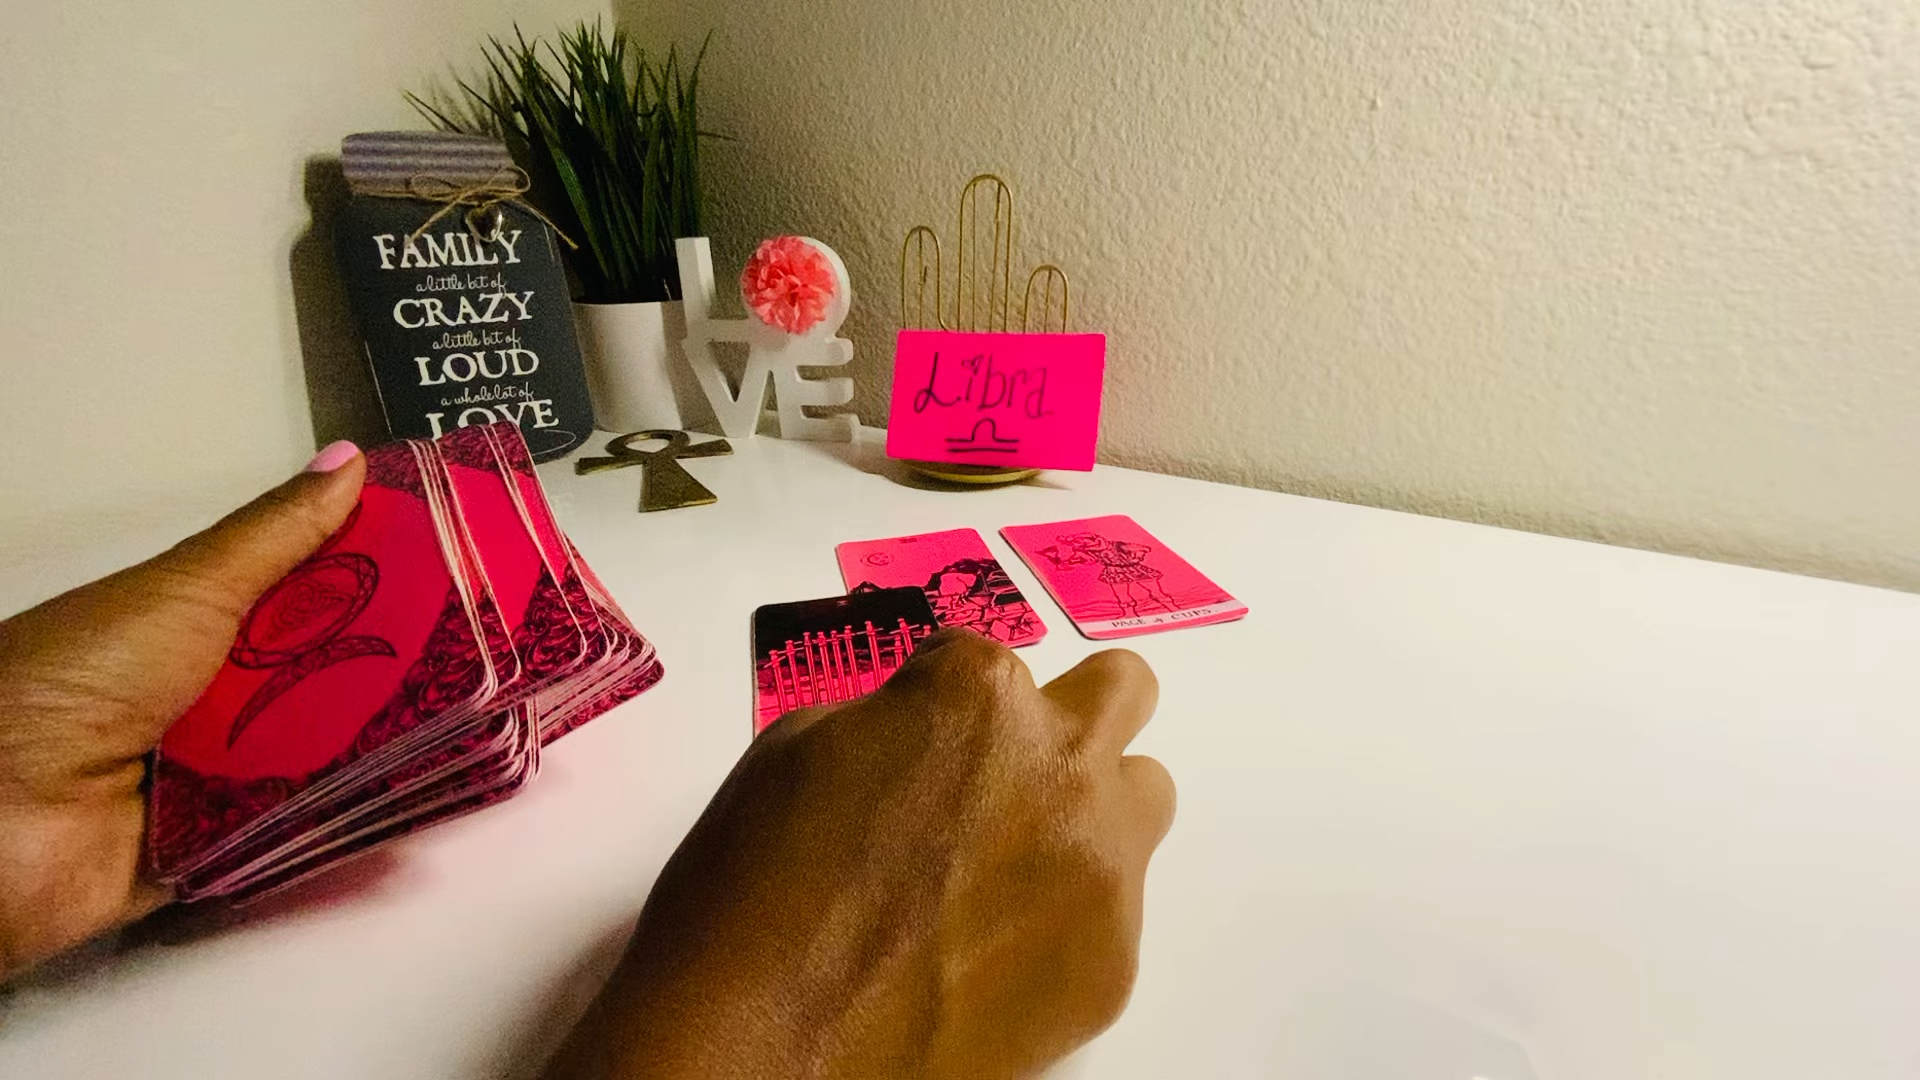 FAMILY
a little bit of
CRAZY
a little bit of
LOUD
a whole lot of
LOVE
LOVE
Libra
PAGE of CUPS